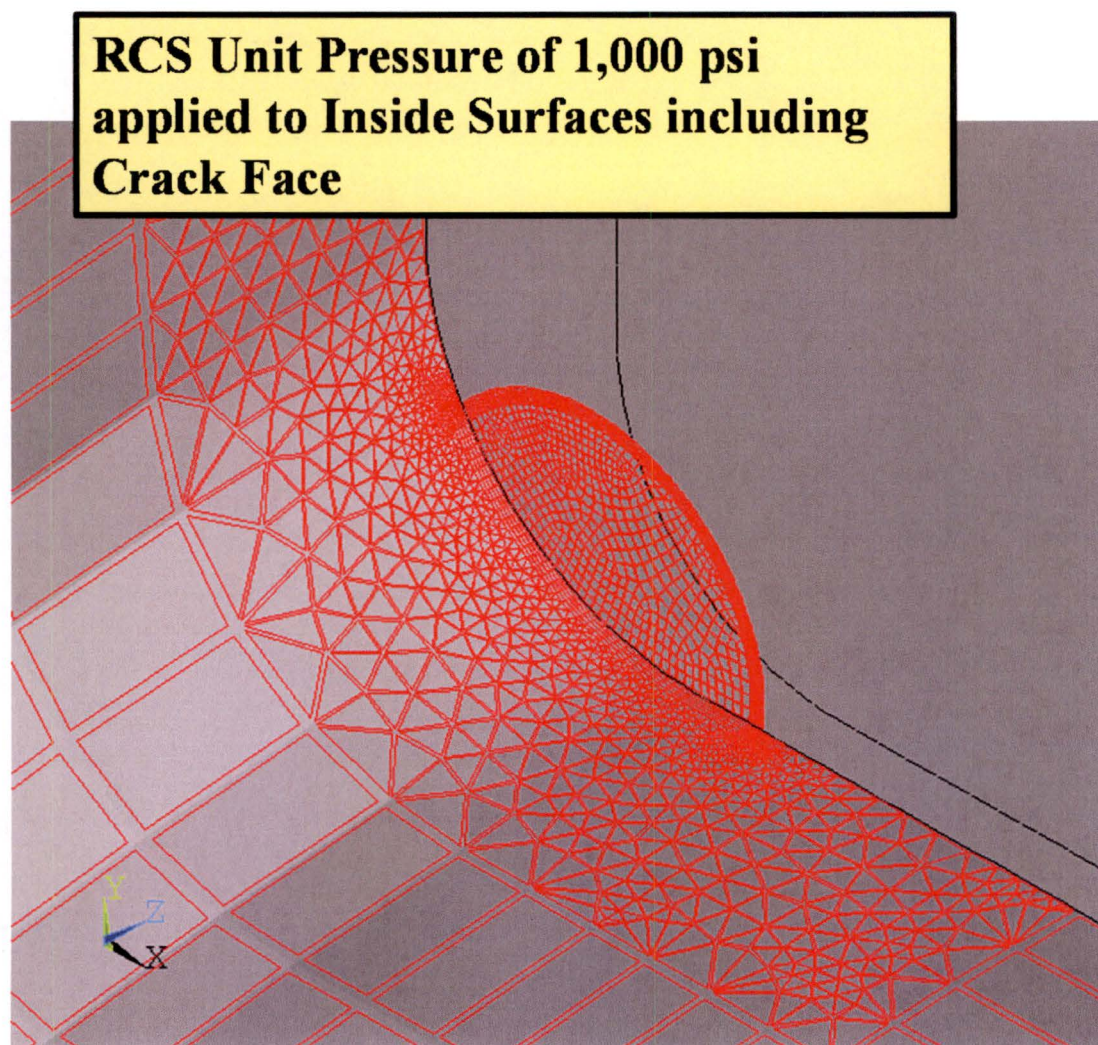 RCS Unit Pressure of 1,000 psi
applied to Inside Surfaces including
Crack Face
Y
Z
X